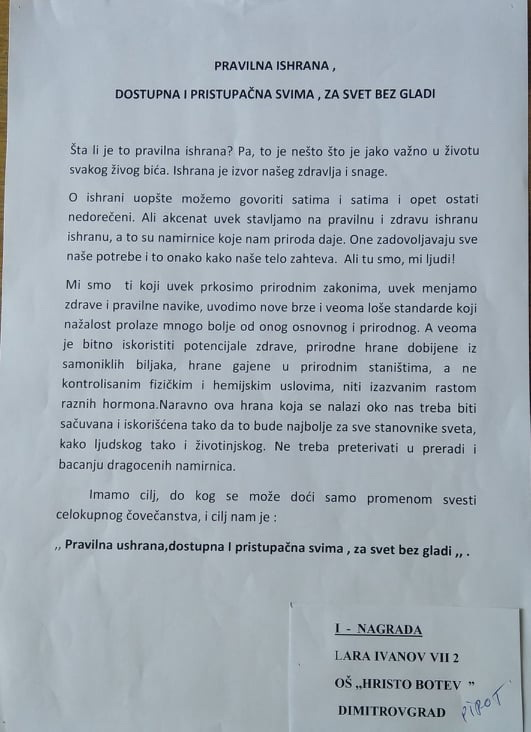 PRAVILNA ISHRANA ,
DOSTUPNA I PRISTUPAČNA SVIMA , ZA SVET BEZ GLADI
Šta li je to pravilna ishrana? Pa, to je nešto što je jako važno u životu
svakog živog bića. Ishrana je izvor našeg zdravlja i snage.
O ishrani uopšte možemo govoriti satima i satima i opet ostati
nedorečeni. Ali akcenat uvek stavljamo na pravilnu i zdravu ishranu
ishranu, a to su namirnice koje nam priroda daje. One zadovoljavaju sve
naše potrebe i to onako kako naše telo zahteva. Ali tu smo, mi ljudi!
Mi smo ti koji uvek prkosimo prirodnim zakonima, uvek menjamo
zdrave i pravilne navike, uvodimo nove brze i veoma loše standarde koji
nažalost prolaze mnogo bolje od onog osnovnog i prirodnog. A veoma
je bitno iskoristiti potencijale zdrave, prirodne hrane dobijene iz
samoniklih biljaka, hrane gajene u prirodnim staništima, a ne
kontrolisanim fizičkim i hemijskim uslovima, niti izazvanim rastom
raznih hormona.Naravno ova hrana koja se nalazi oko nas treba biti
sačuvana i iskorišćena tako da to bude najbolje za sve stanovnike sveta,
kako ljudskog tako i životinjskog. Ne treba preterivati u preradi i
bacanju dragocenih namirnica.
Imamo cilj, do kog se može doći samo promenom svesti
celokupnog čovečanstva, i cilj nam je :
,, Pravilna ushrana,dostupna I pristupačna svima , za svet bez gladi ,, .
I - NAGRADA
LARA IVANOV VII 2
OŠ „HRISTO BOTEV ”
DIMITROVGRAD PIROT